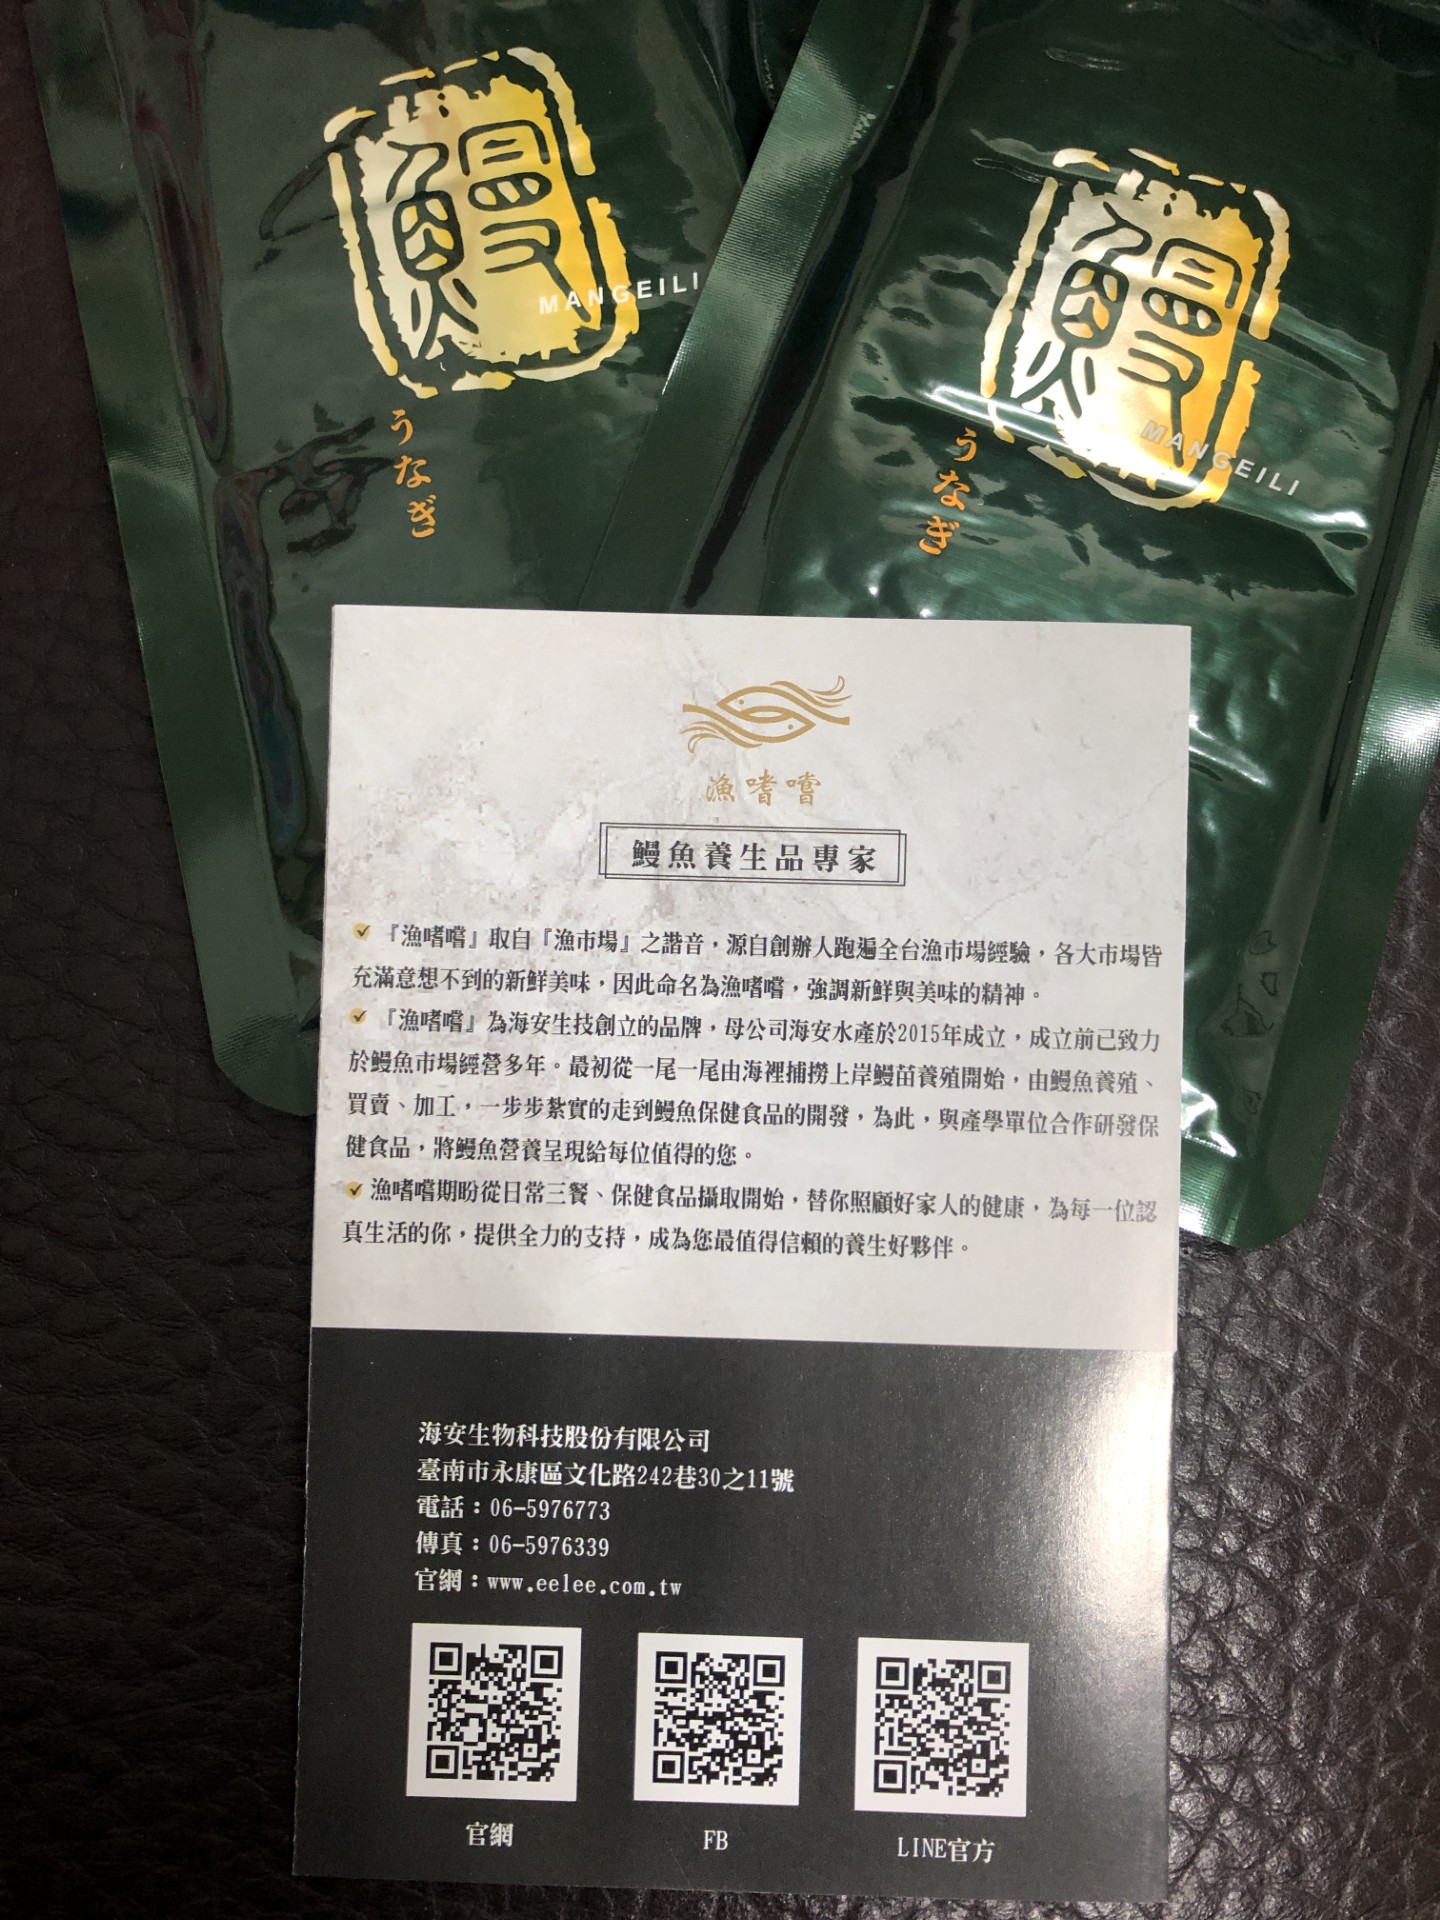 鰻
MANGEILI
うなぎ
鰻
MANGEILI
うなぎ
漁嗜嚐
鰻魚養生品專家
『漁嗜嚐』取自『漁市場』之諧音，源自創辦人跑遍全台漁市場經驗，各大市場皆
充滿意想不到的新鮮美味，因此命名為漁嗜嚐，強調新鮮與美味的精神。
『漁嗜嚐』為海安生技創立的品牌，母公司海安水產於2015年成立，成立前已致力
於鰻魚市場經營多年。最初從一尾一尾由海裡捕撈上岸鰻苗養殖開始，由鰻魚養殖、
買賣、加工，一步步紮實的走到鰻魚保健食品的開發，為此，與產學單位合作研發保
健食品，將鰻魚營養呈現給每位值得的您。
漁嗜嚐期盼從日常三餐、保健食品攝取開始，替你照顧好家人的健康，為每一位認
真生活的你，提供全力的支持，成為您最值得信賴的養生好夥伴。
海安生物科技股份有限公司
臺南市永康區文化路242巷30之11號
電話：06-5976773
傳真：06-5976339
官網：www.eelee.com.tw
官網
FB
LINE官方